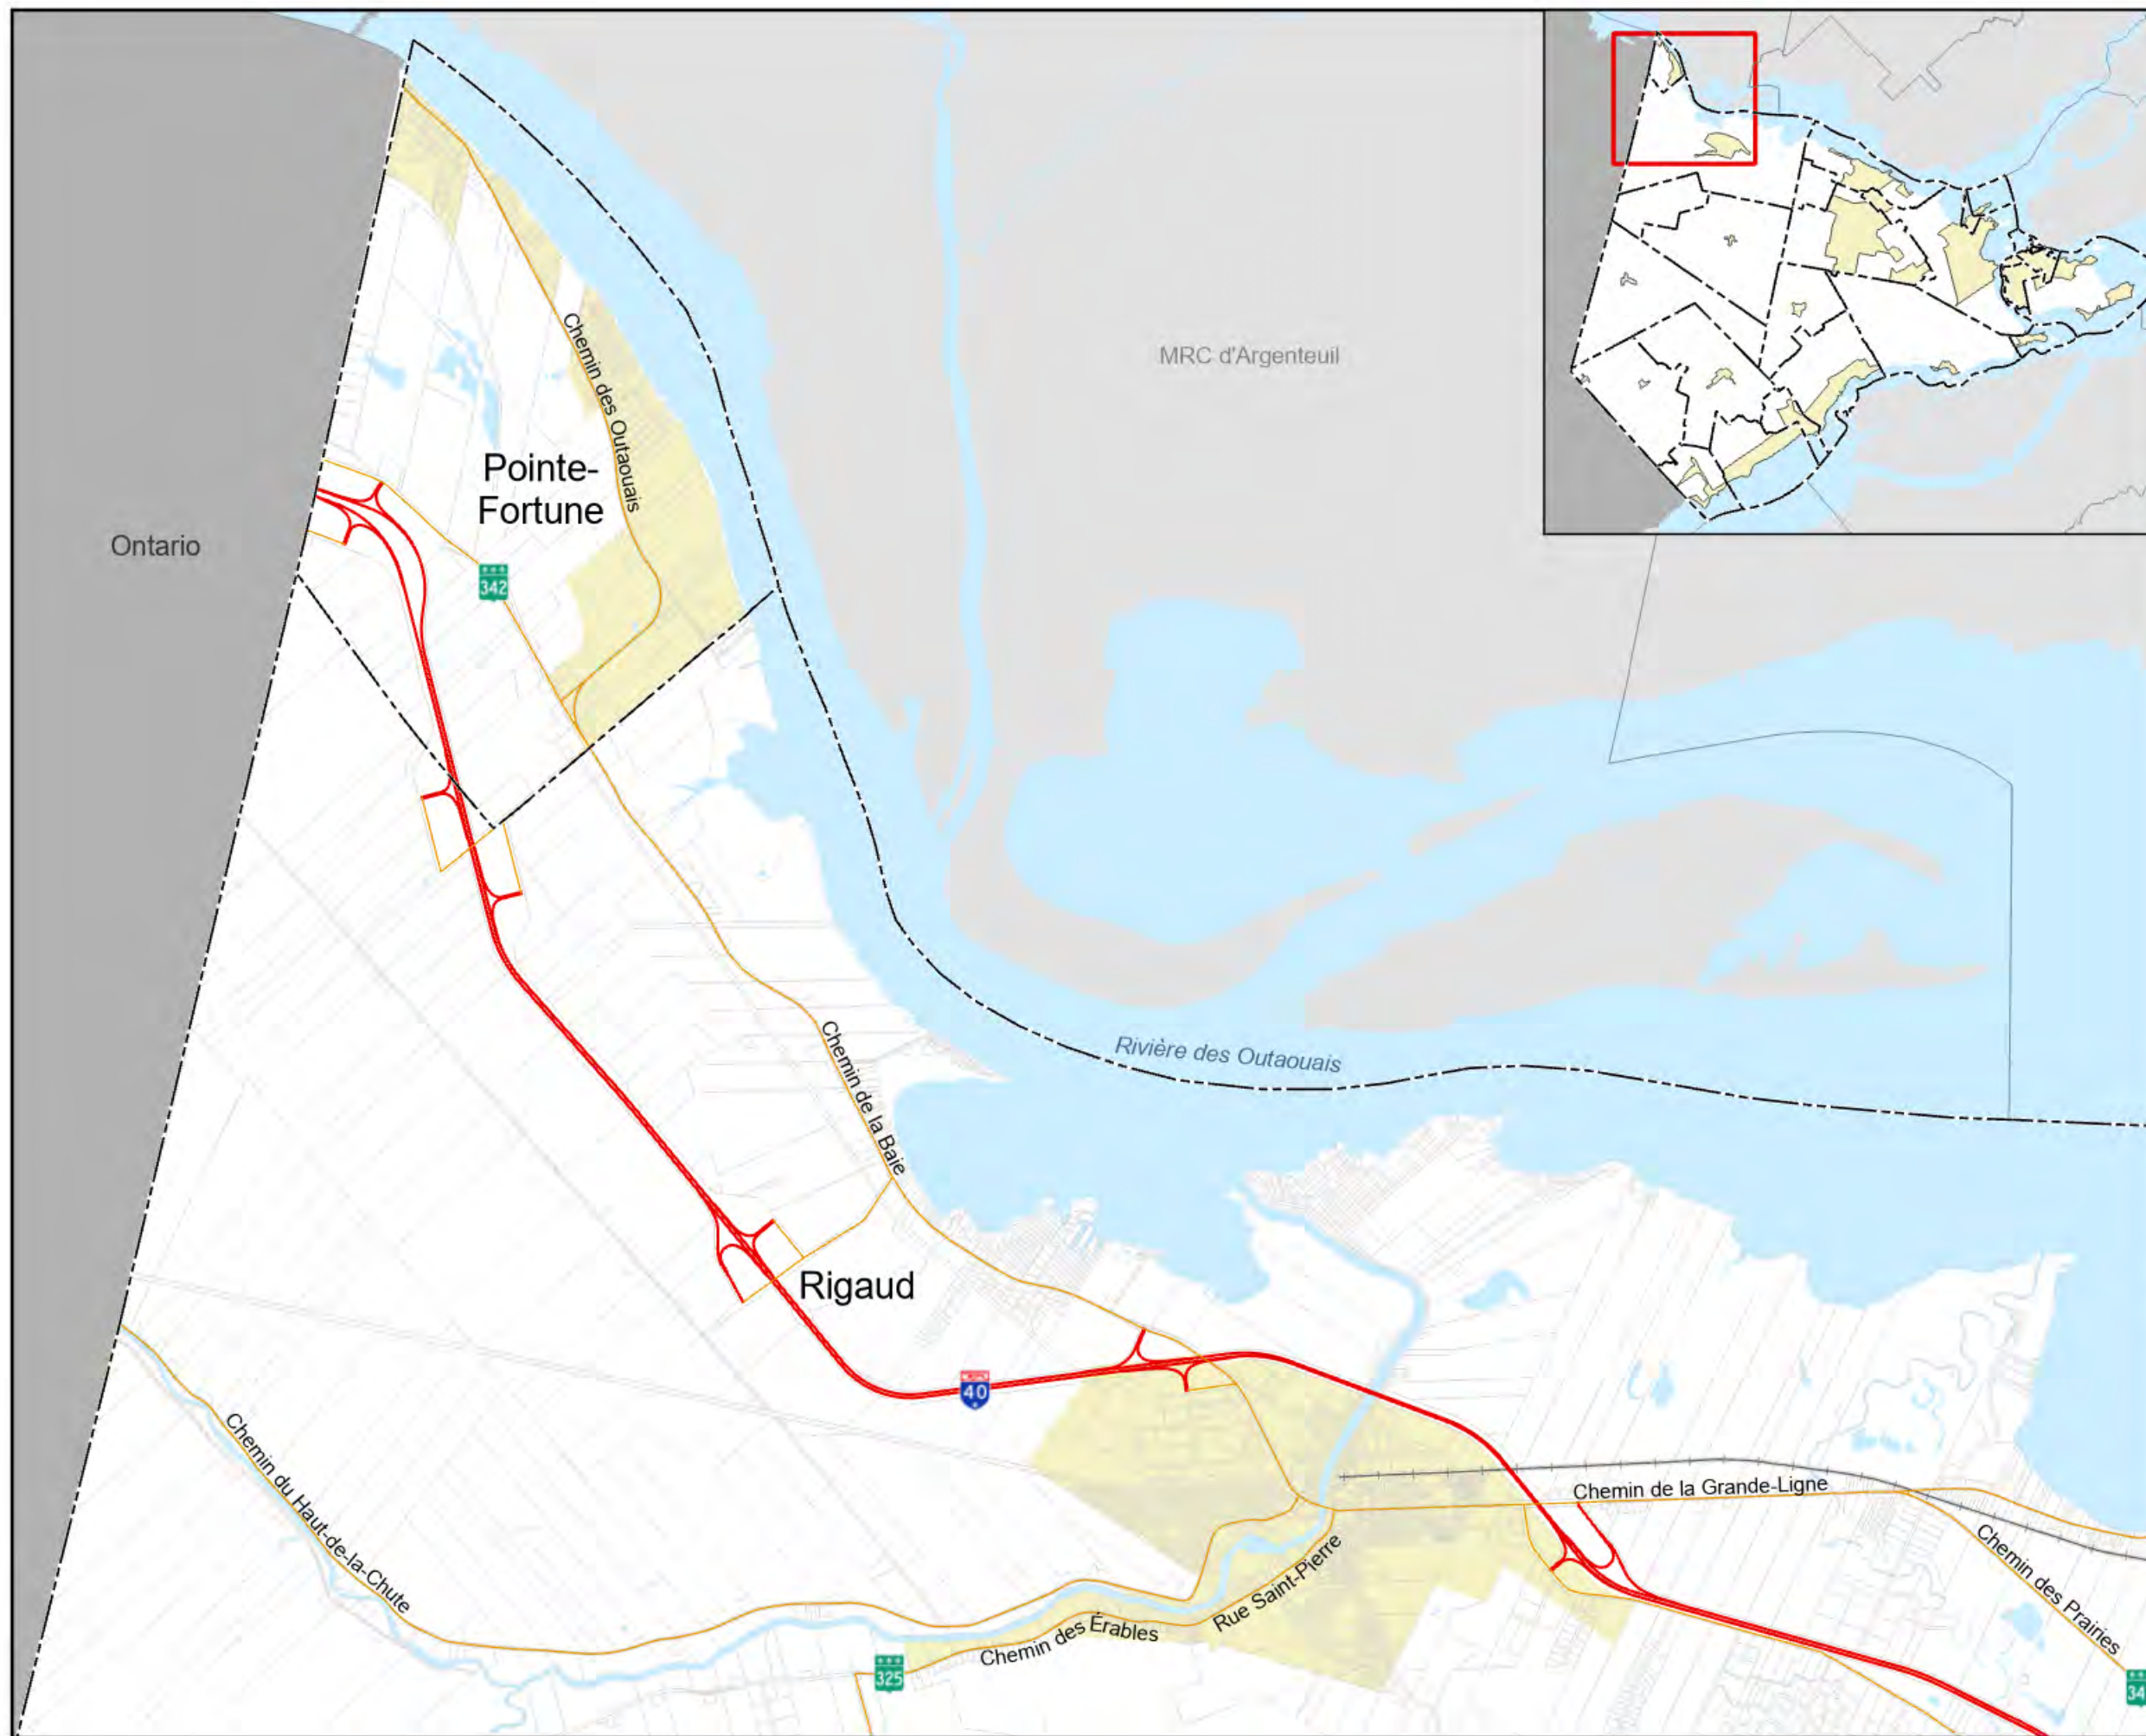 MRC d'Argenteuil
Chemin des Outaouais
Pointe-
Fortune
Ontario
342
Rivière des Outaouais
Chemin de la Baie
Rigaud
40
Chemin du Haut-de-la-Chute
Chemin de la Grande-Ligne
Chemin des Prairies
Rue Saint-Pierre
Chemin des Érables
325
34